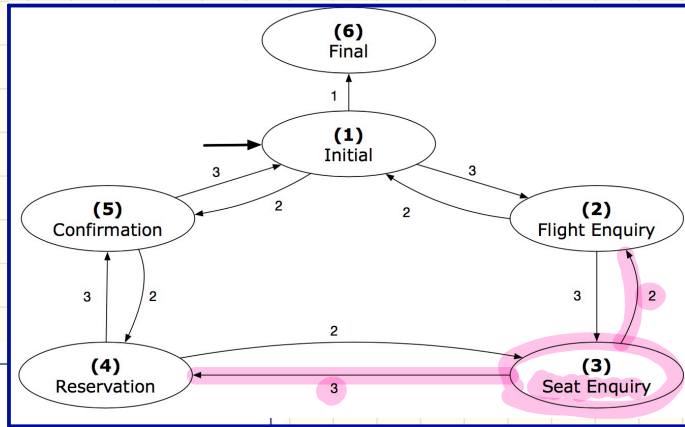 (6)
Final
1
(1)
Initial
3
3
2
2
(5)
Confirmation
(2)
Flight Enquiry
3
2
3
2
2
(4)
Reservation
(3)
Seat Enquiry
3